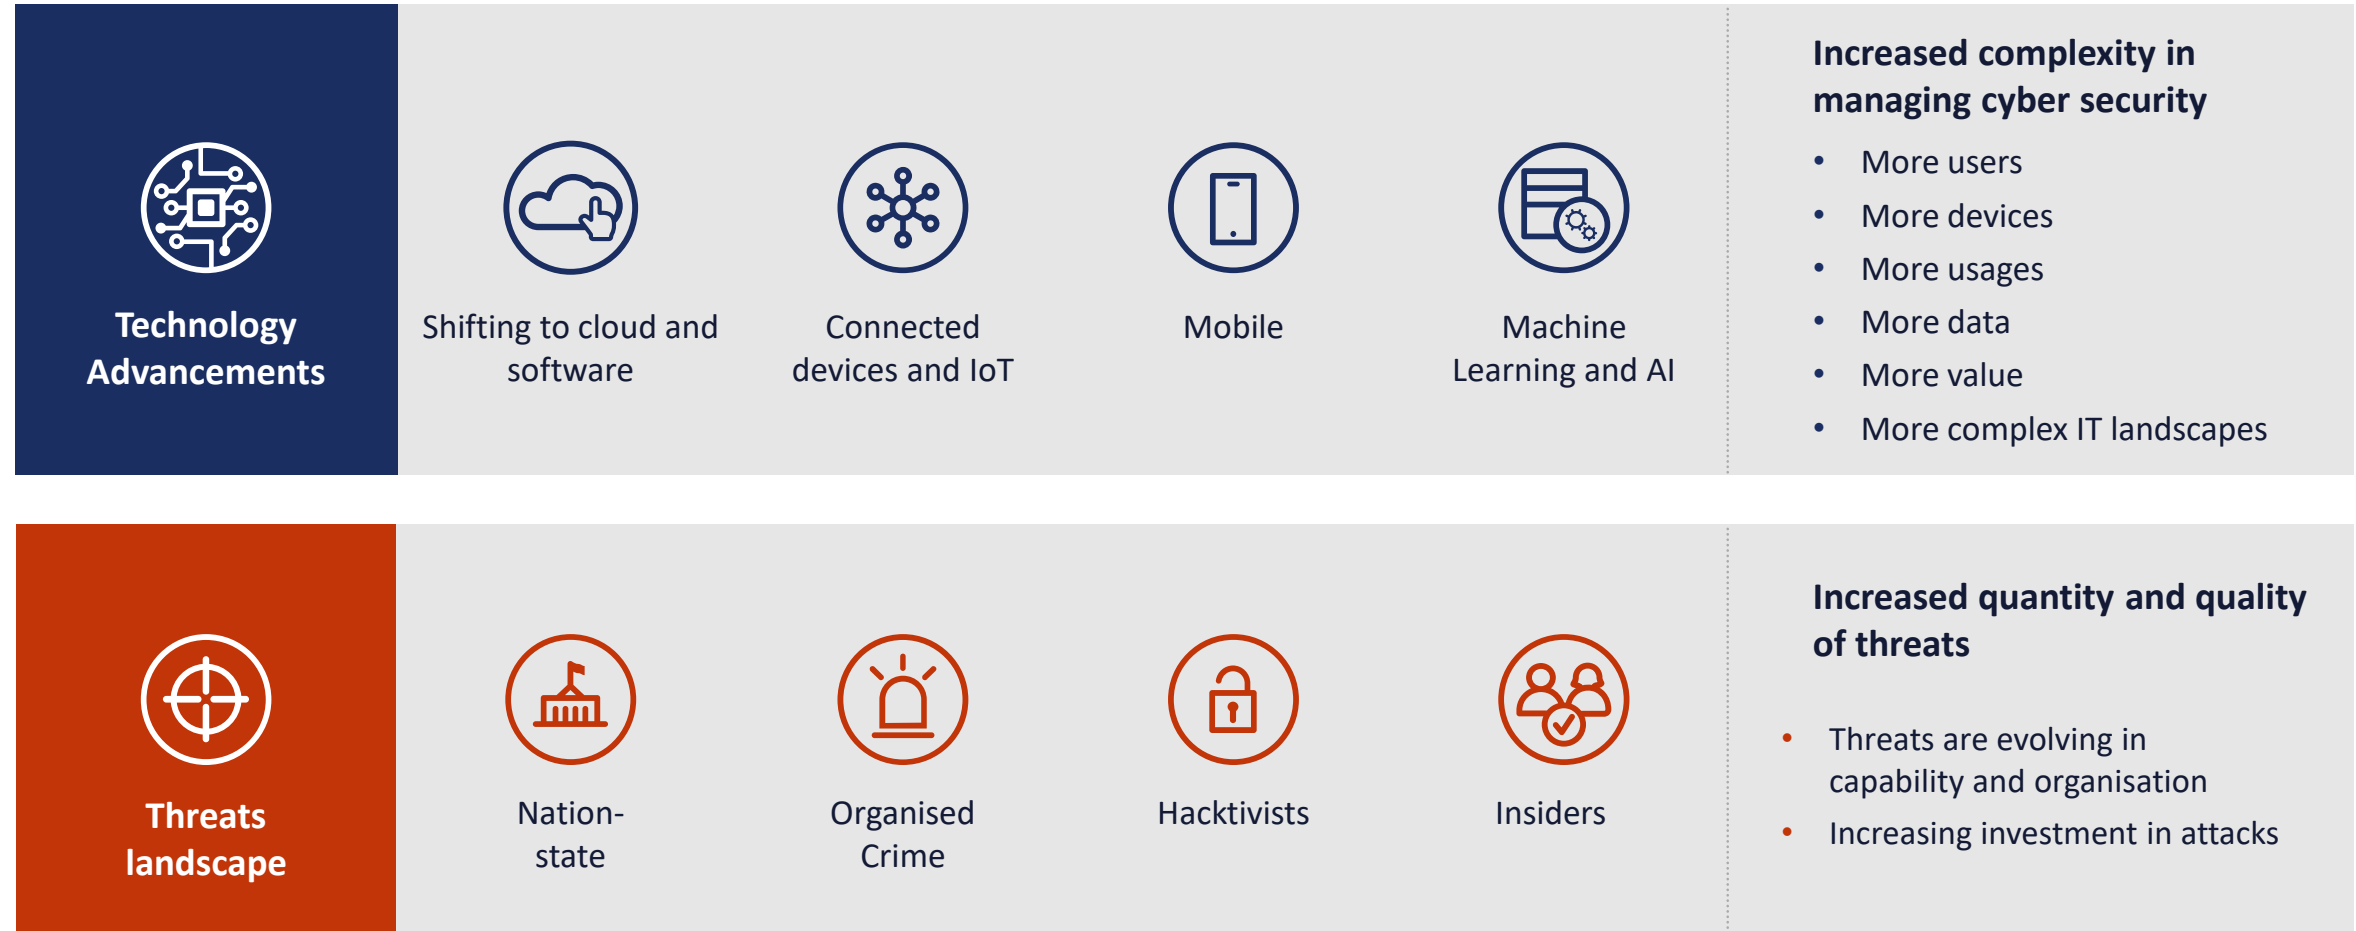 Technology
Advancements
Shifting to cloud and
software
Connected
devices and IoT
Mobile
Machine
Learning and AI
Increased complexity in
managing cyber security
• More users
• More devices
• More usages
• More data
• More value
• More complex IT landscapes
Threats
landscape
Nation-
state
Organised
Crime
Hacktivists
Insiders
Increased quantity and quality
of threats
• Threats are evolving in
capability and organisation
• Increasing investment in attacks